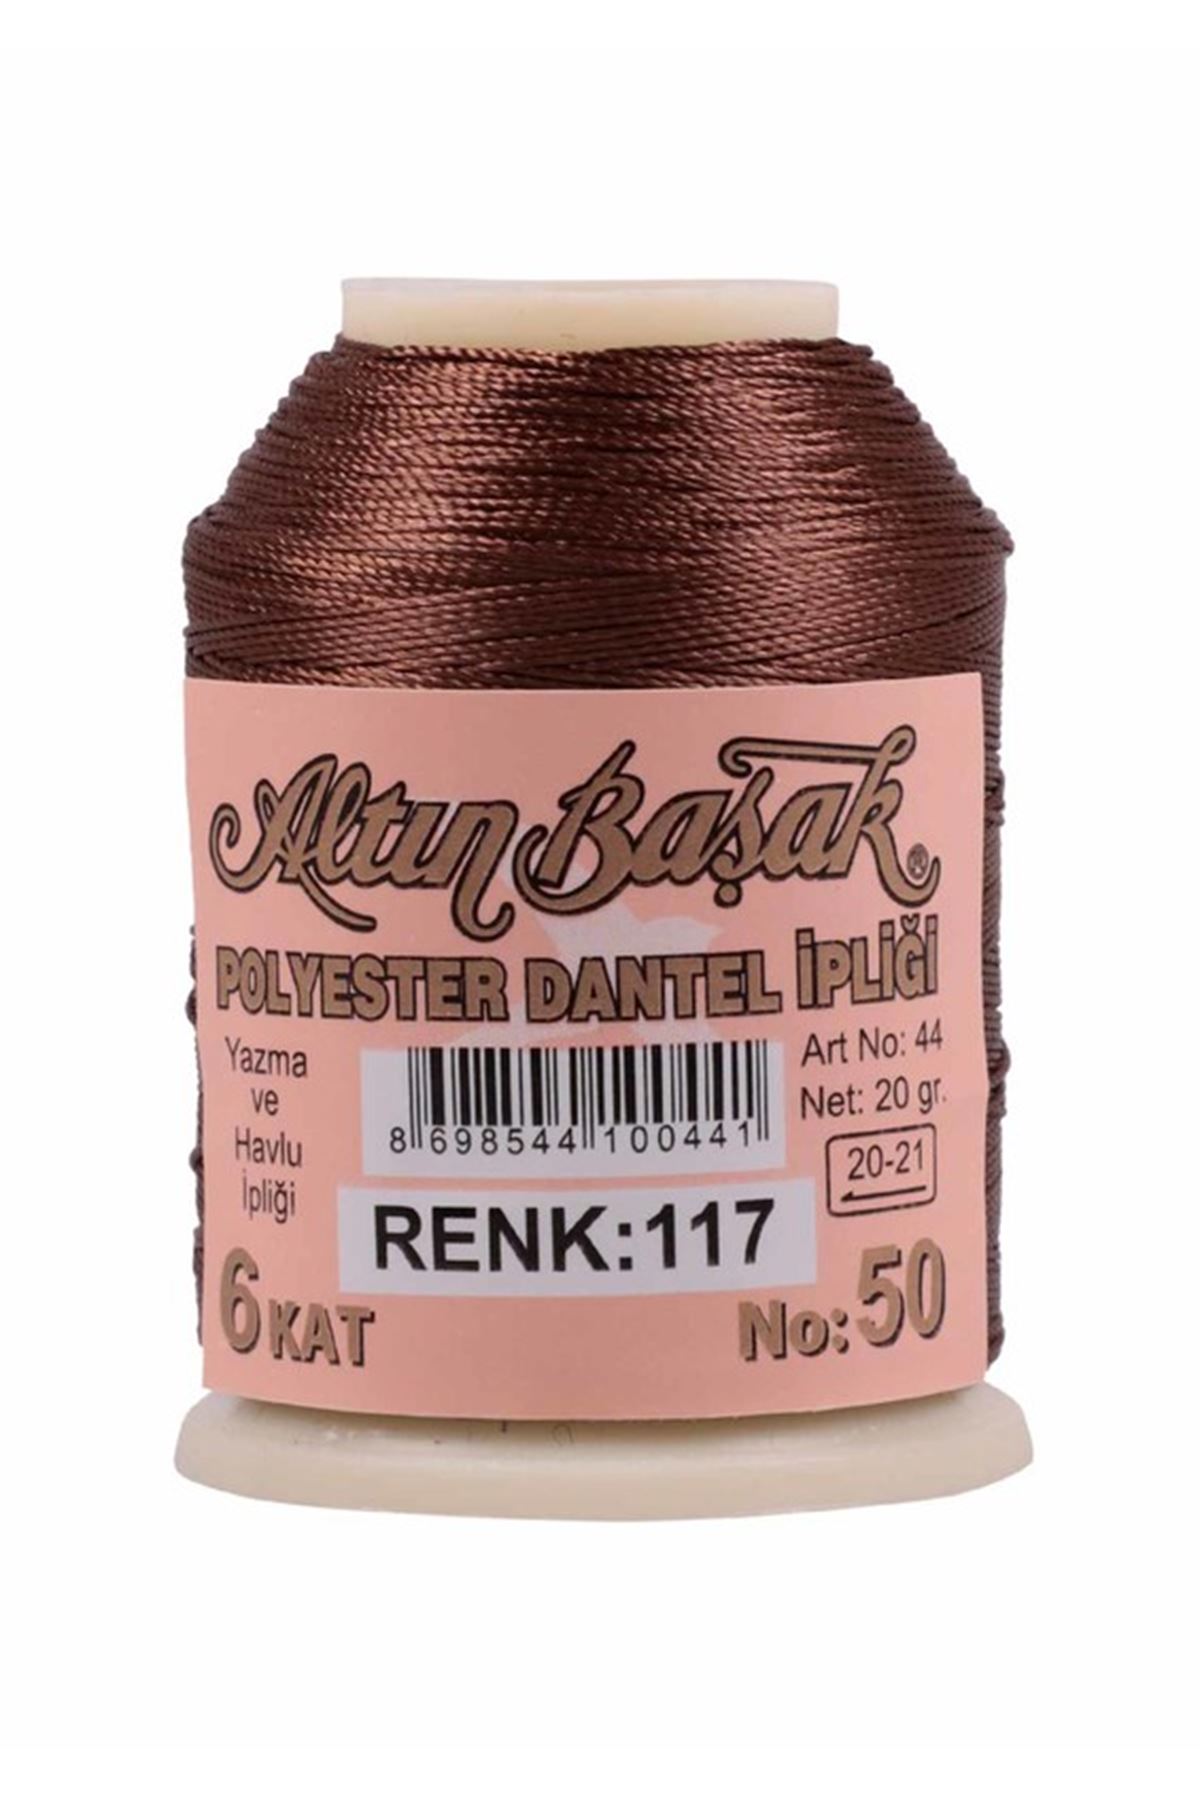 Altın Başak ®
POLYESTER DANTEL İPLİĞİ
Yazma
ve
Havlu
İpliği
8 698544 100441
Art No: 44
Net: 20 gr.
20-21
RENK:117
6 KAT
No: 50